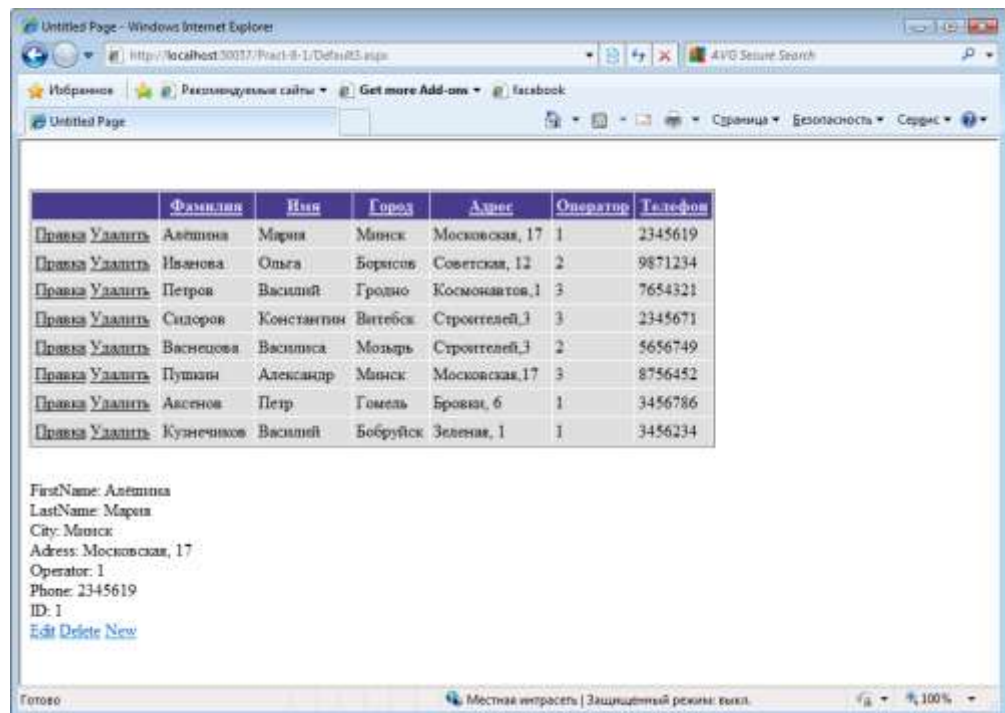 Untitled Page - Windows Internet Explorer
http://localhost:50037/Pract-8-1/Default3.aspx
AVG Secure Search
Избранное Рекомендуемые сайты Get more Add-ons facebook
Untitled Page
Страница Безопасность Сервис
Фамилия Имя Город Адрес Оператор Телефон
Правка Удалить Алёшина Мария Минск Московская, 17 1 2345619
Правка Удалить Иванова Ольга Борисов Советская, 12 2 9871234
Правка Удалить Петров Василий Гродно Космонавтов,1 3 7654321
Правка Удалить Сидоров Константин Витебск Строителей,3 3 2345671
Правка Удалить Васнецова Василиса Мозырь Строителей,3 2 5656749
Правка Удалить Пушкин Александр Минск Московская,17 3 8756452
Правка Удалить Аксенов Петр Гомель Бровки, 6 1 3456786
Правка Удалить Кузнечиков Василий Бобруйск Зеленая, 1 1 3456234
FirstName: Алёшина
LastName: Мария
City: Минск
Adress: Московская, 17
Operator: 1
Phone: 2345619
ID: 1
Edit Delete New
Готово
Местная интрасеть | Защищенный режим: выкл.
100%